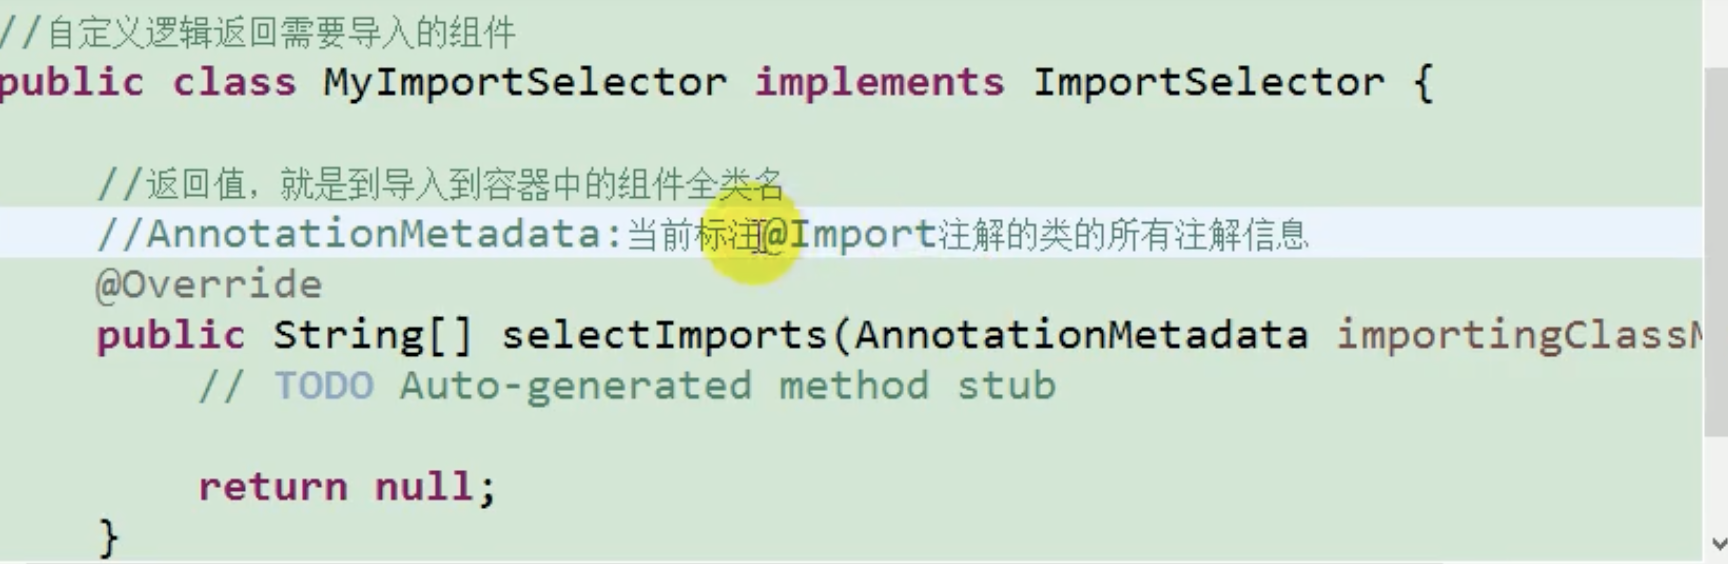 //自定义逻辑返回需要导入的组件
public class MyImportSelector implements ImportSelector {
//返回值，就是到导入到容器中的组件全类名
//AnnotationMetadata:当前标注@Import注解的类的所有注解信息
@Override
public String[] selectImports(AnnotationMetadata importingClassM
// TODO Auto-generated method stub
return null;
}